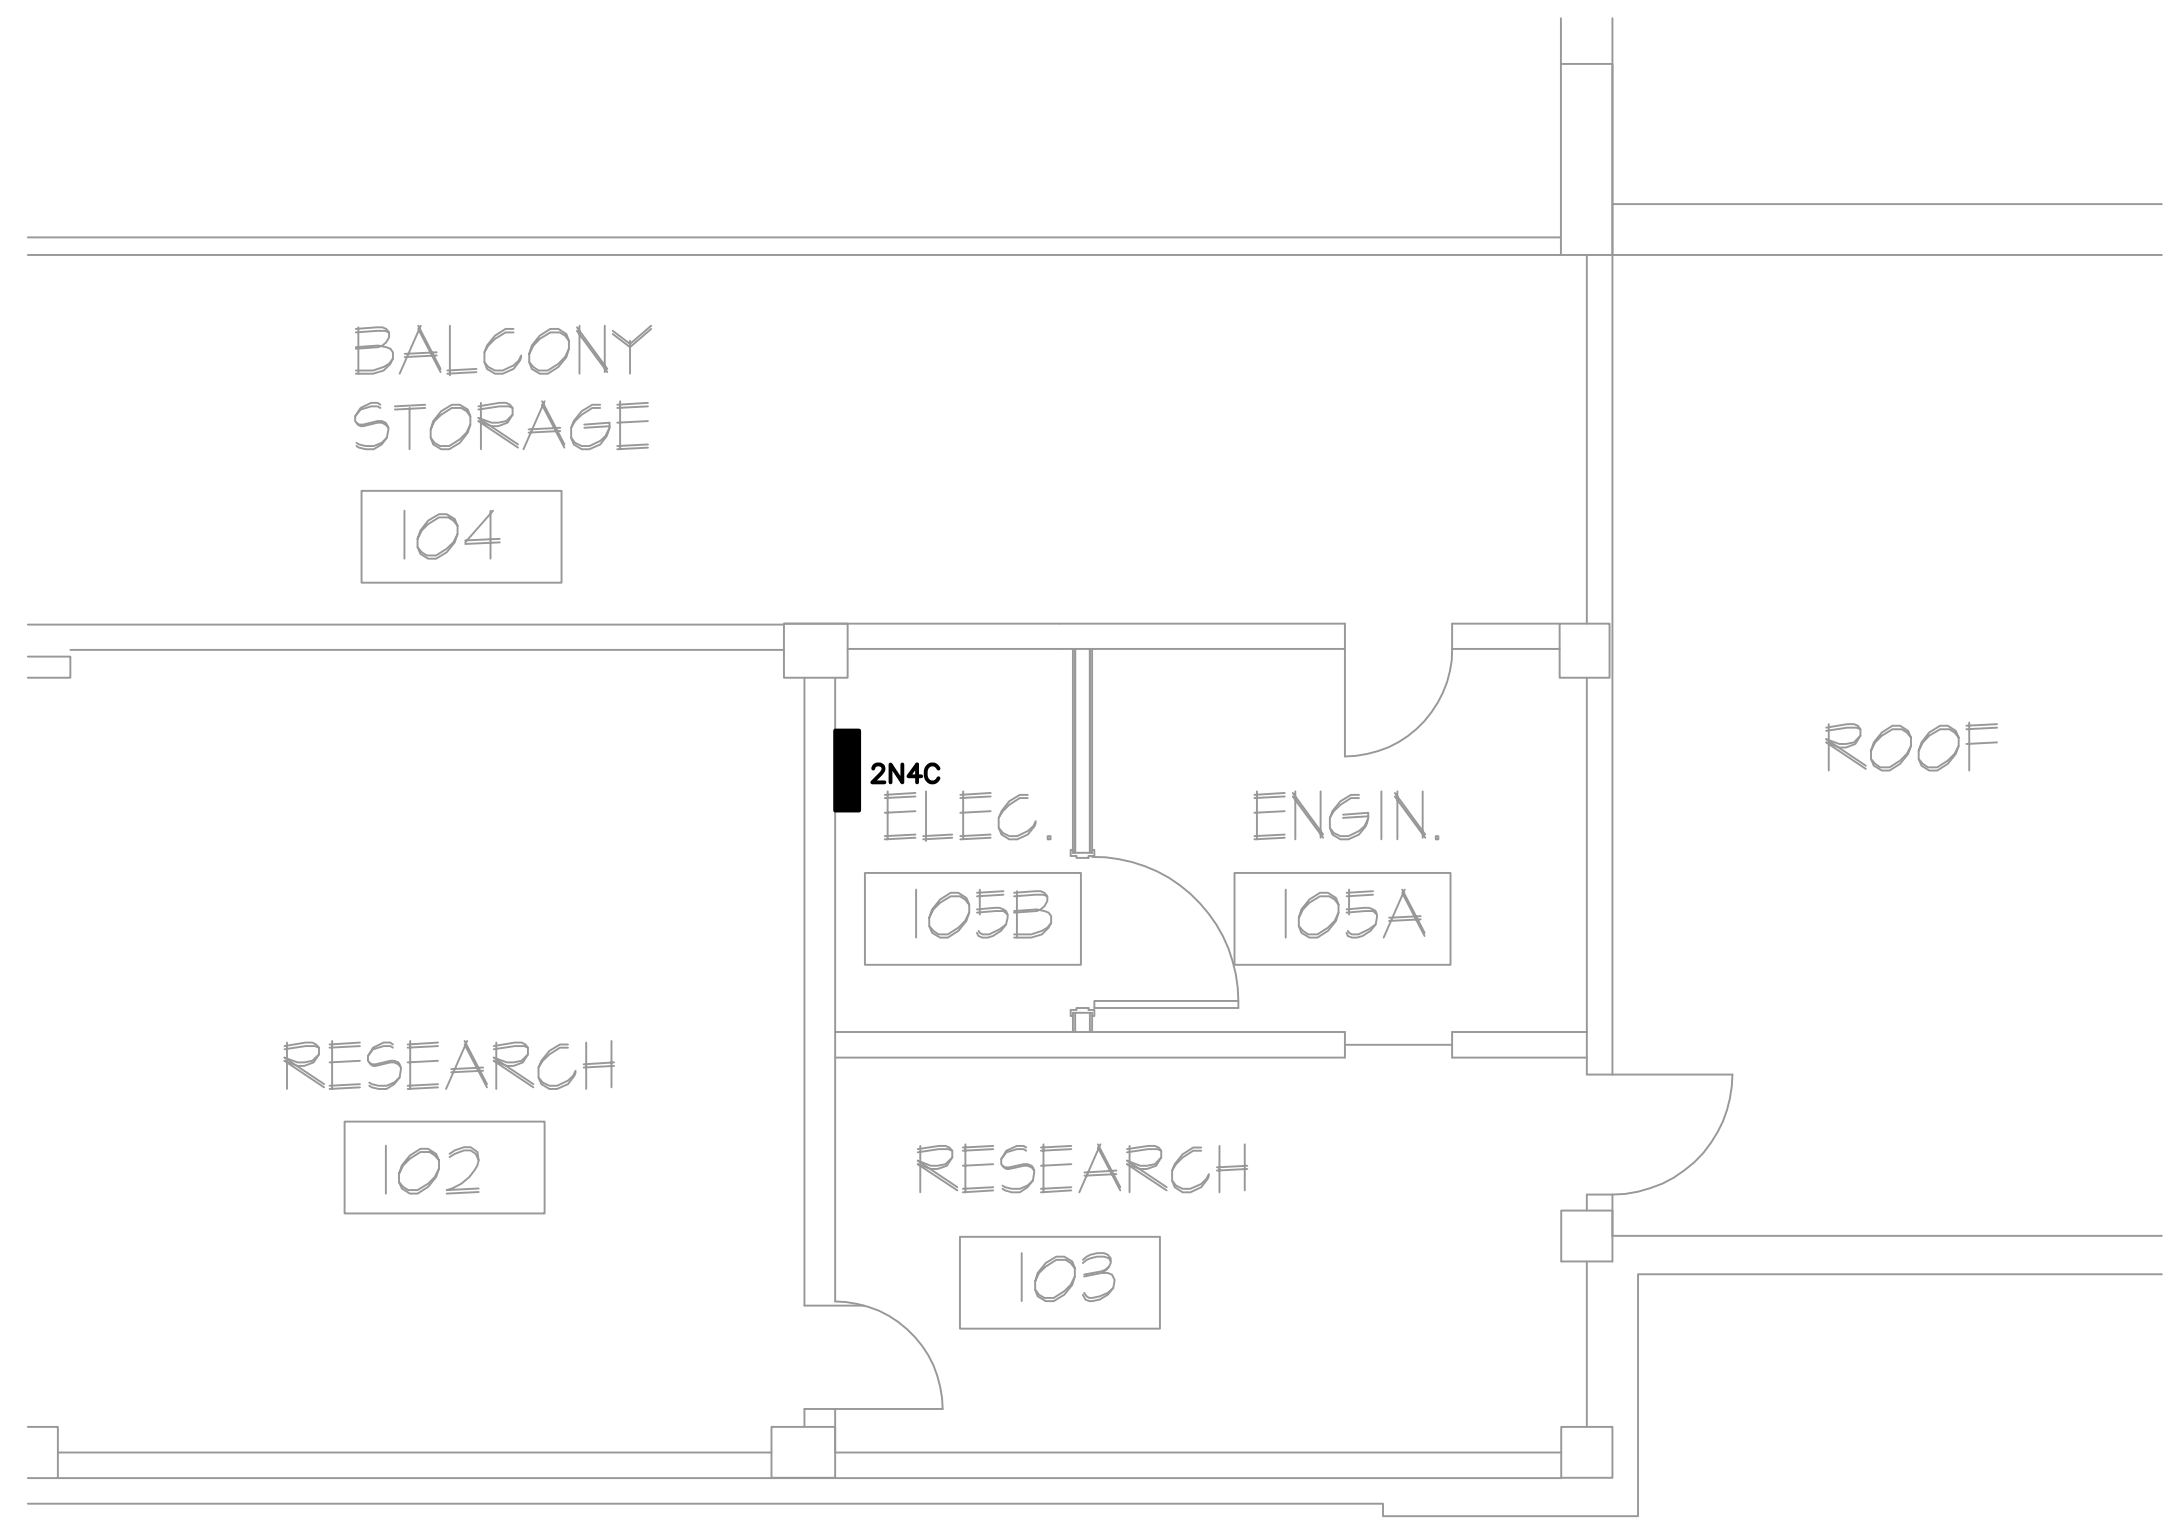 BALCONY
STORAGE
104
ROOF
2N4C
ELEC.
ENGIN.
105B
105A
RESEARCH
102
RESEARCH
103